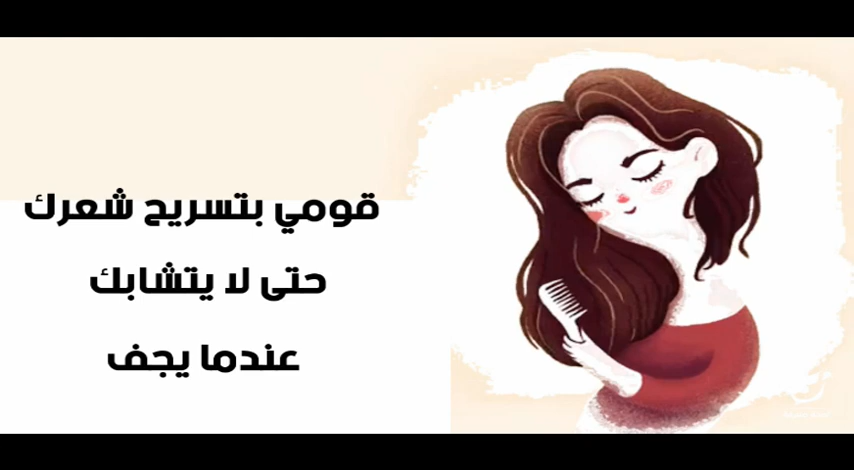 قومي بتسريح شعرك
حتى لا يتشابك
عندما يجف